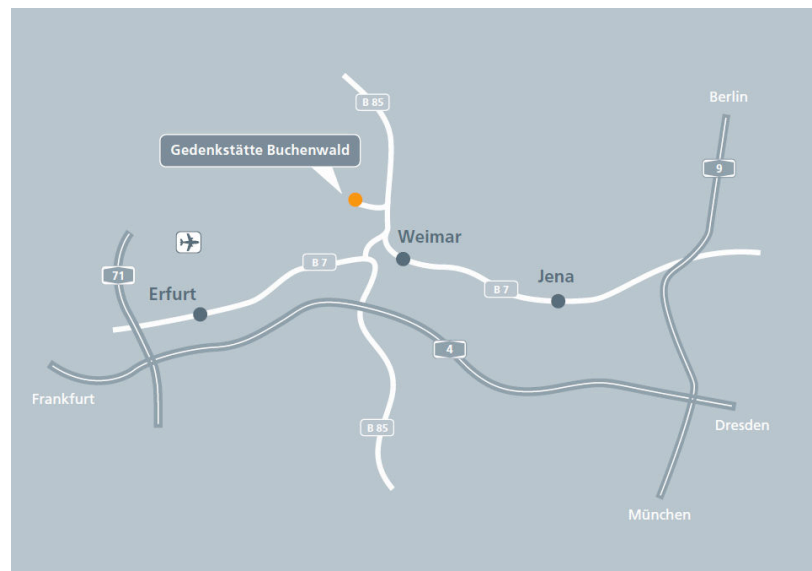 Berlin
B 85
Gedenkstätte Buchenwald
9
Weimar
B 7
71
Jena
Erfurt
B 7
4
Frankfurt
B 85
Dresden
München